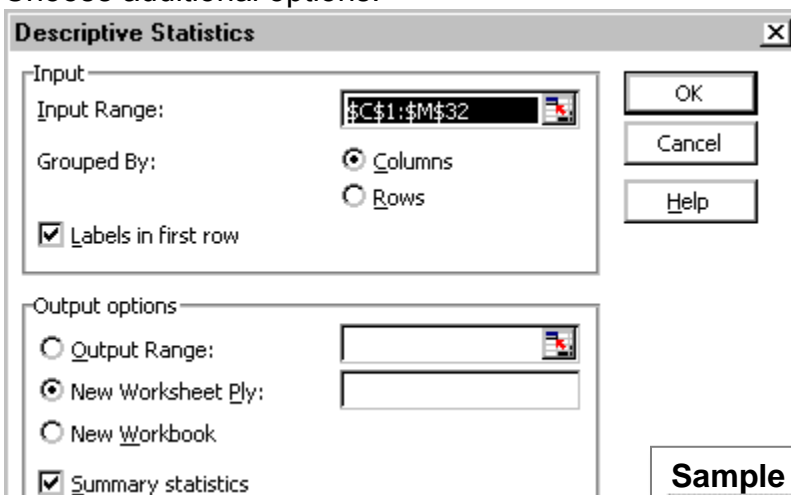 Choose additional options.
Descriptive Statistics
Input
Input Range: $C$1:$M$32
OK
Cancel
Grouped By: Columns
Rows
Help
Labels in first row
Output options
Output Range:
New Worksheet Ply:
New Workbook
Summary statistics
Sample